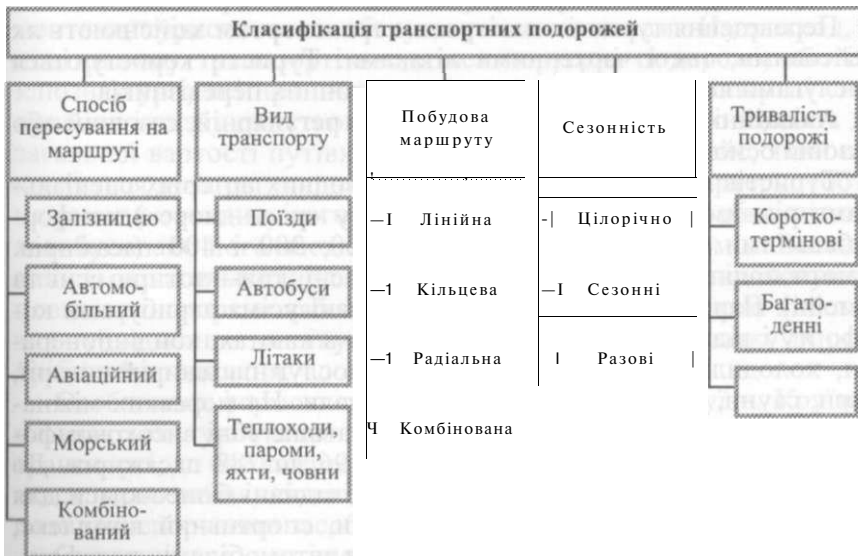 Класифікація транспортних подорожей
Спосіб
пересування на
маршруті
Залізницею
Автомо-
більний
Авіаційний
Морський
Комбіно-
ваний
Вид
транспорту
Поїзди
Автобуси
Літаки
Теплоходи,
пароми,
яхти, човни
Побудова
маршруту
—I Лінійна
—1 Кільцева
—1 Радіальна
Ч Комбінована
Сезонність
-| Цілорічно |
—I Сезонні
I Разові |
Тривалість
подорожі
Коротко-
термінові
Багато-
денні